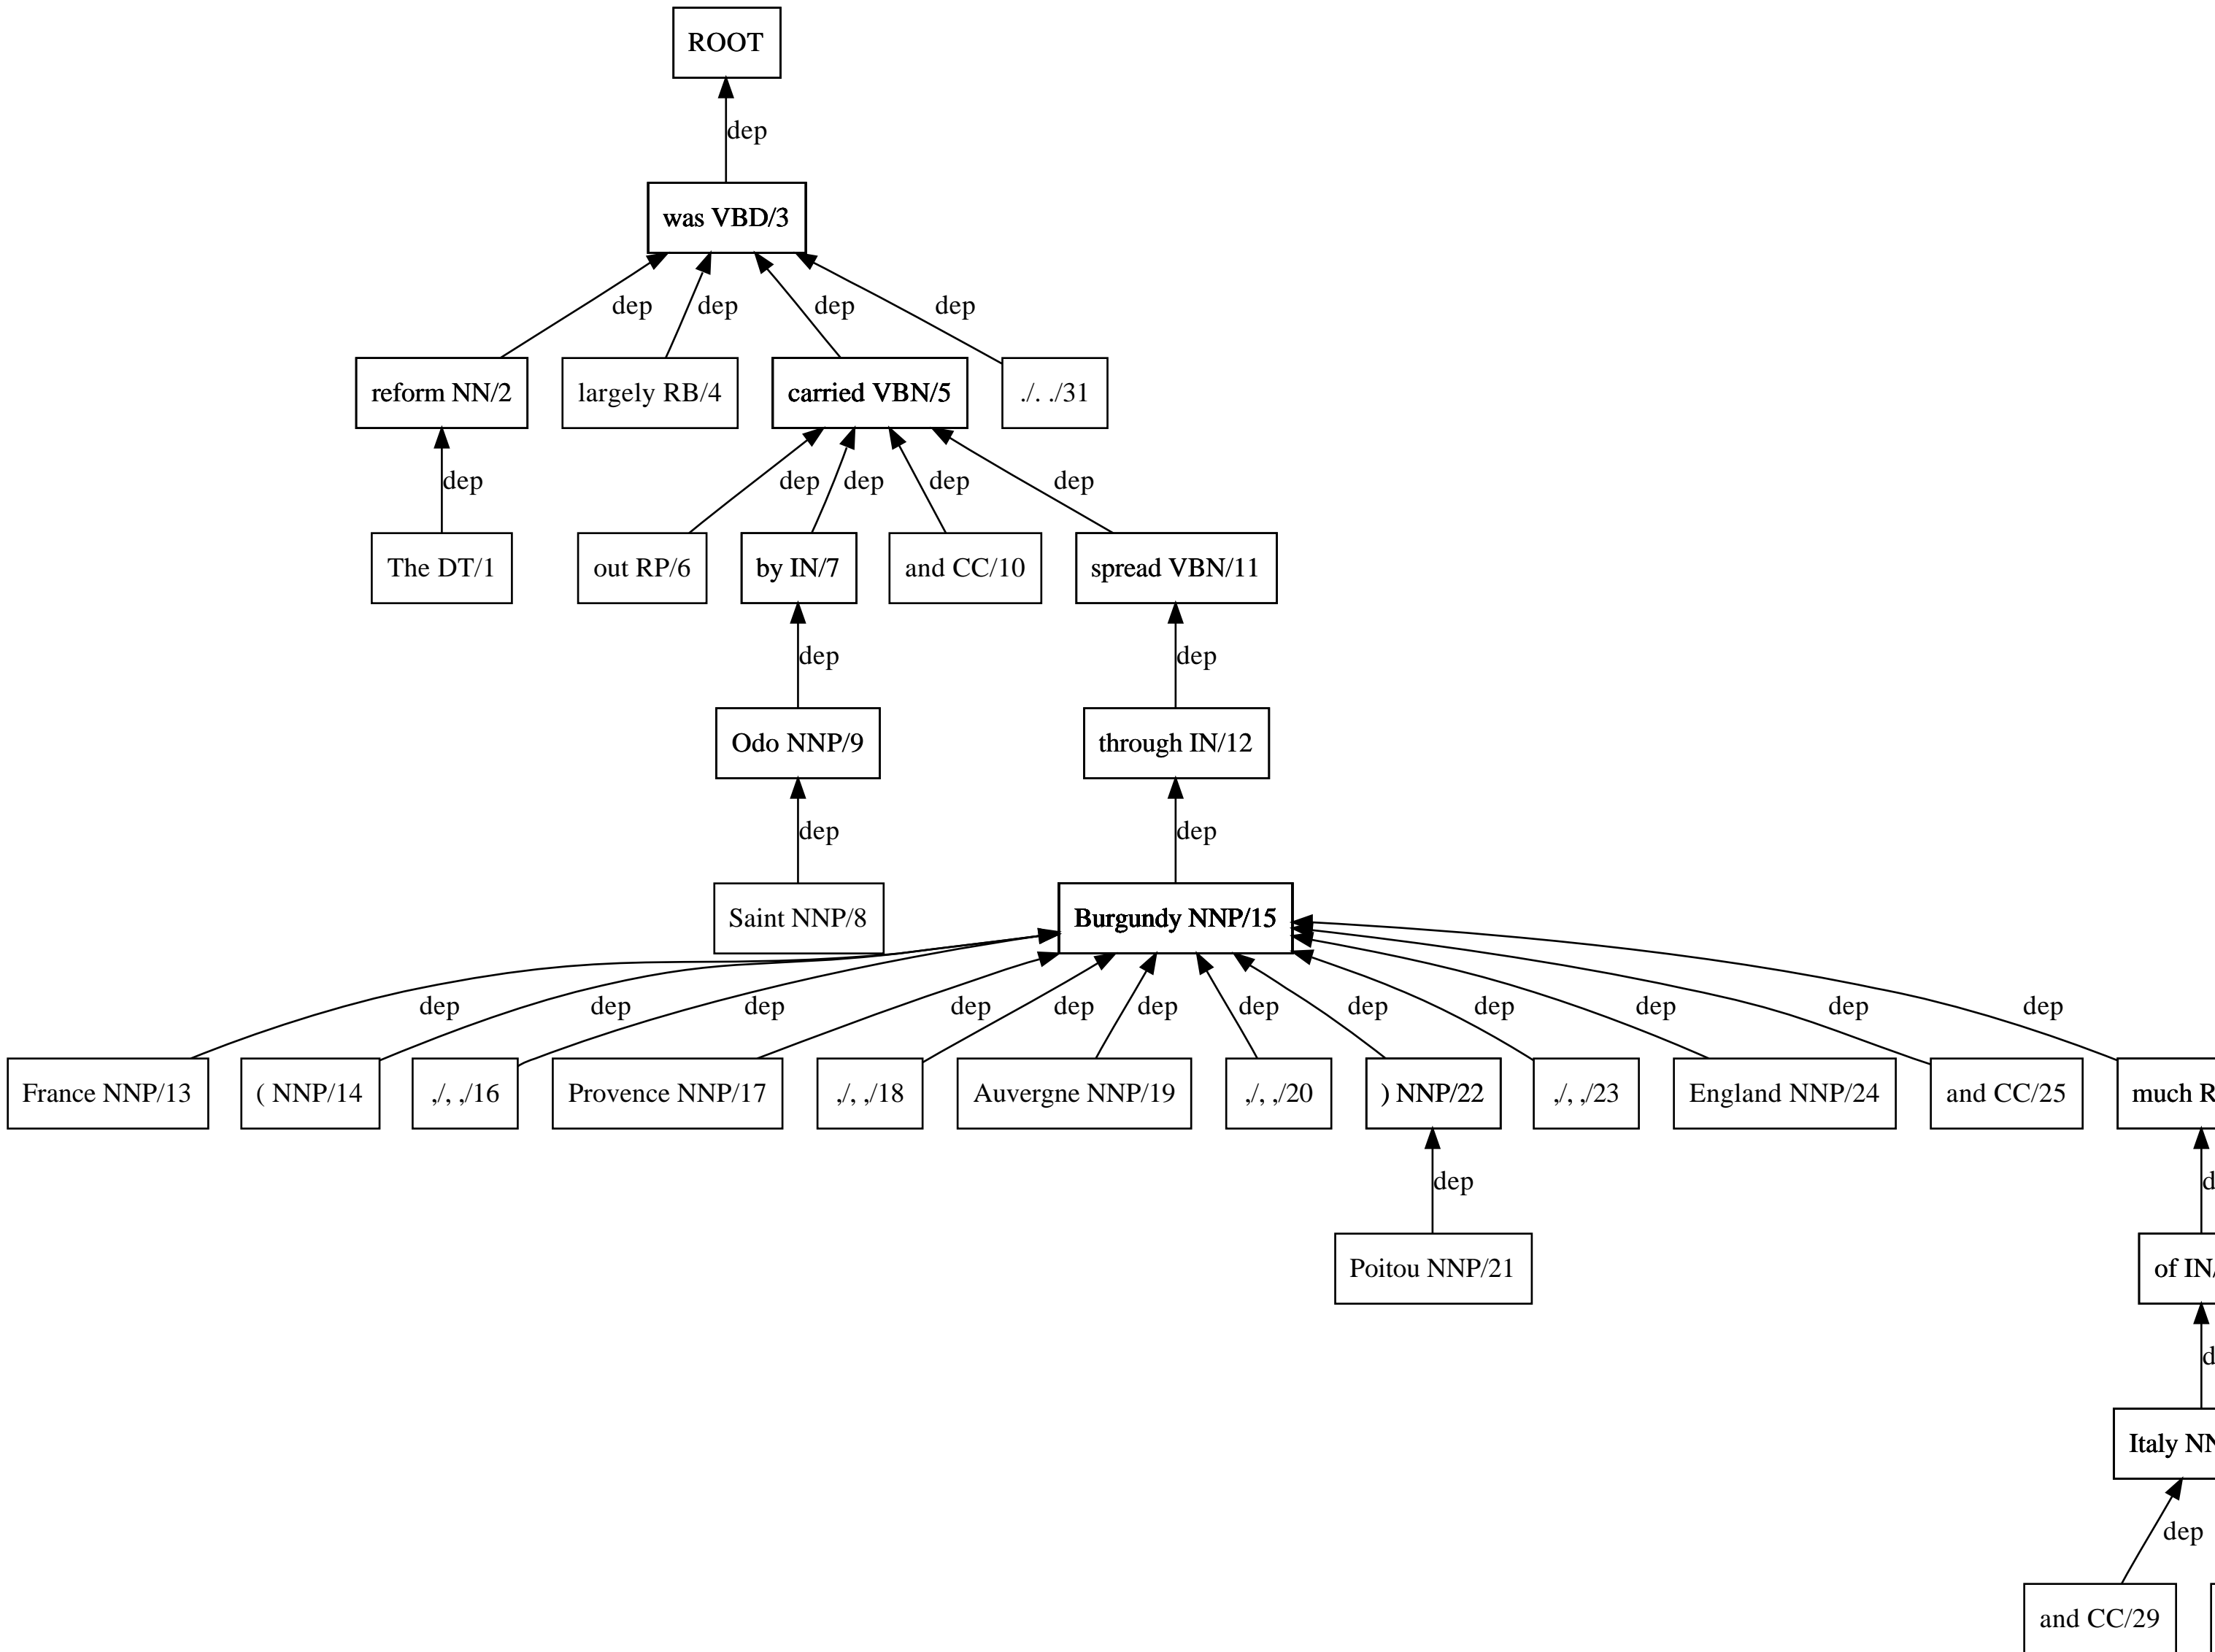 ROOT
dep
was VBD/3
dep dep dep dep
reform NN/2 largely RB/4 carried VBN/5 ./. ./31
dep dep dep dep dep
The DT/1 out RP/6 by IN/7 and CC/10 spread VBN/11
dep dep
Odo NNP/9 through IN/12
dep dep
Saint NNP/8 Burgundy NNP/15
dep dep dep dep dep dep dep dep dep dep dep dep
France NNP/13 ( NNP/14 ,/, ,/16 Provence NNP/17 ,/, ,/18 Auvergne NNP/19 ,/, ,/20 ) NNP/22 ,/, ,/23 England NNP/24 and CC/25 much
dep
Poitou NNP/21 of IN/
Italy
dep
and CC/29